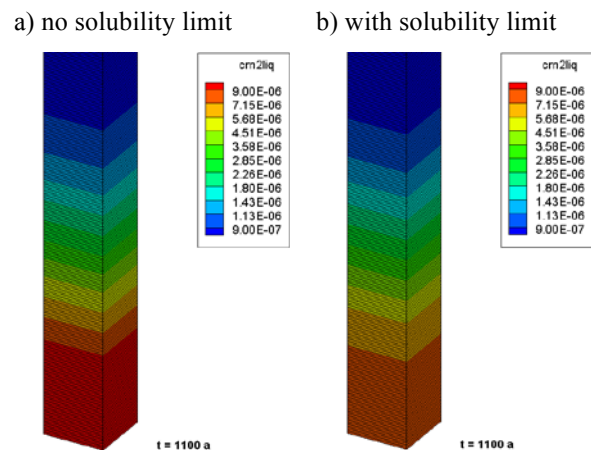 a) no solubility limit
b) with solubility limit
crn2liq
9.00E-06
7.15E-06
5.68E-06
4.51E-06
3.58E-06
2.85E-06
2.26E-06
1.80E-06
1.43E-06
1.13E-06
9.00E-07
t = 1100 a
crn2liq
9.00E-06
7.15E-06
5.68E-06
4.51E-06
3.58E-06
2.85E-06
2.26E-06
1.80E-06
1.43E-06
1.13E-06
9.00E-07
t = 1100 a